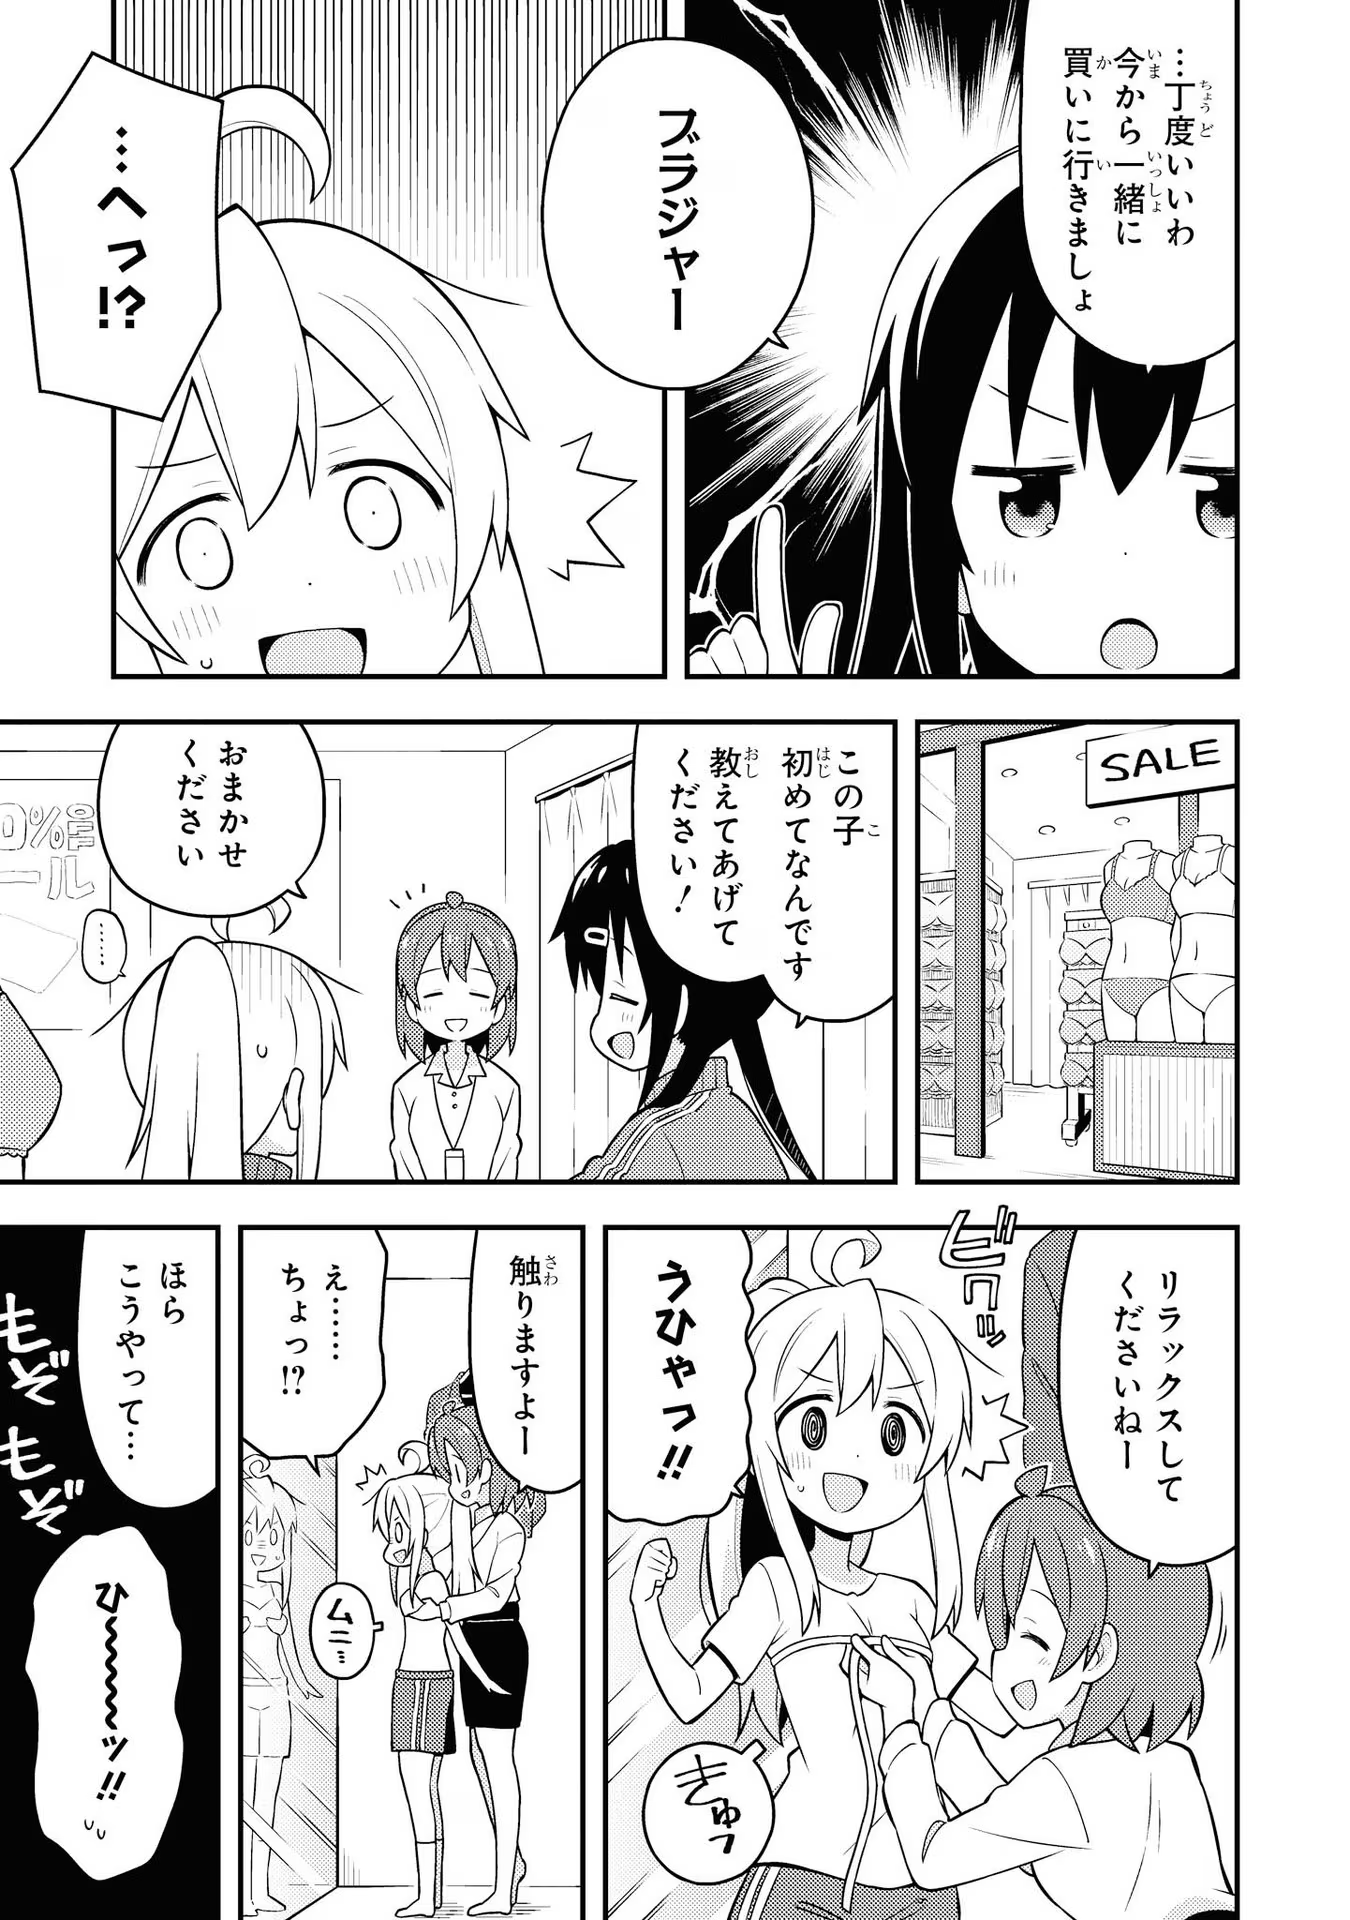 …丁度いいわ
今から一緒に
買いに行きましょ
ブラジャー
…へっ!?
SALE
この子
初めてなんです
教えてあげて
ください!
おまかせ
ください
……
0%OFF
ール
リラックスして
くださいねー
ビクッ
うひゃっ!!
きゅっ
触りますよー
え……
ちょっ!?
ムニ…
ほら
こうやって…
もぞもぞ
ひ〜〜〜ッ!!